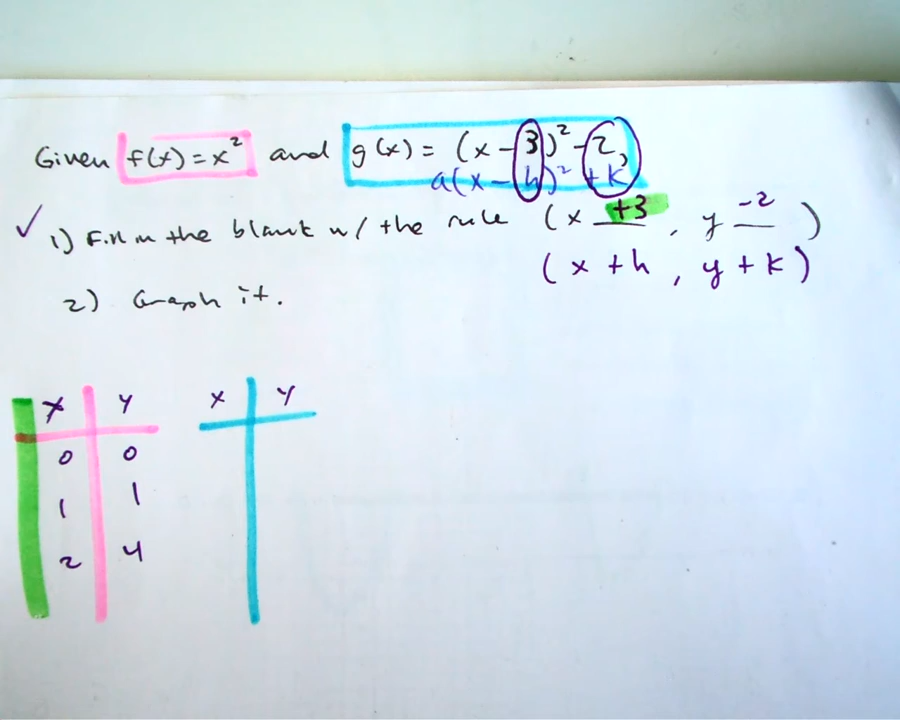 Given f(x) = x² and g(x) = (x - 3)² - 2,
a(x - h)² + k
✓ 1) Fill in the blank w/ the rule (x +3 , y -2 )
(x + h , y + k)
2) Graph it.
x y x y
0 0
1 1
2 4